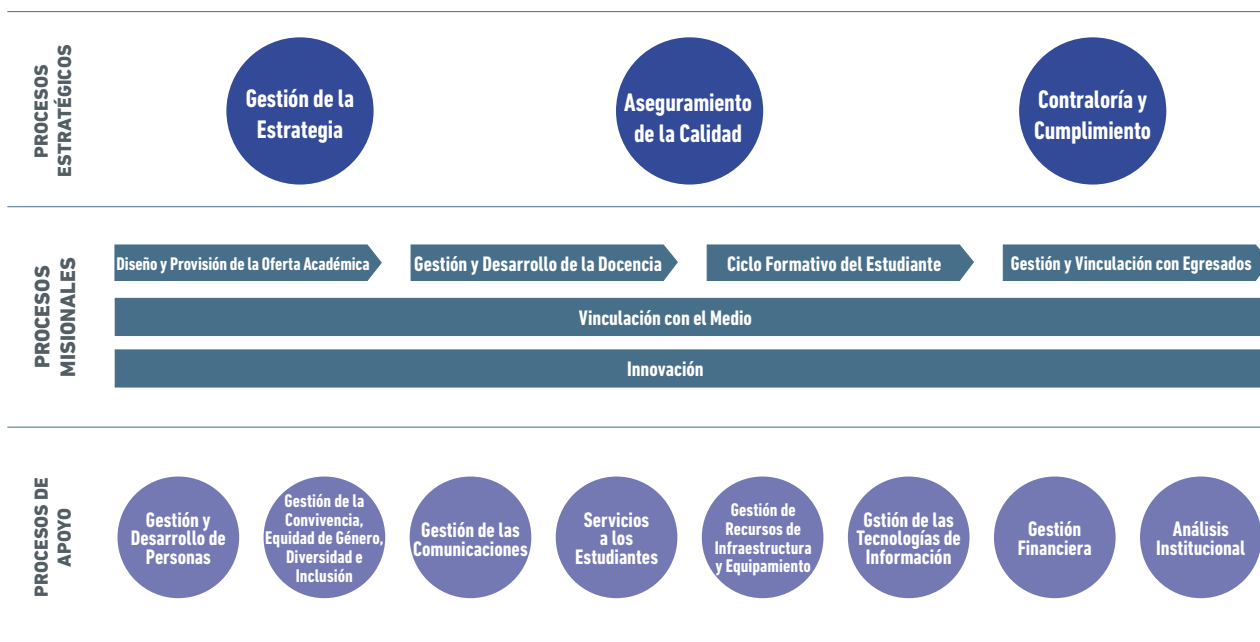 PROCESOS
ESTRATÉGICOS
Gestión de la
Estrategia
Aseguramiento
de la Calidad
Contraloría y
Cumplimiento
PROCESOS
MISIONALES
Diseño y Provisión de la Oferta Académica
Gestión y Desarrollo de la Docencia
Ciclo Formativo del Estudiante
Gestión y Vinculación con Egresados
Vinculación con el Medio
Innovación
PROCESOS DE
APOYO
Gestión y
Desarrollo de
Personas
Gestión de la
Convivencia,
Equidad de Género,
Diversidad e
Inclusión
Gestión de las
Comunicaciones
Servicios
a los
Estudiantes
Gestión de
Recursos de
Infraestructura
y Equipamiento
Gstión de las
Tecnologías de
Información
Gestión
Financiera
Análisis
Institucional